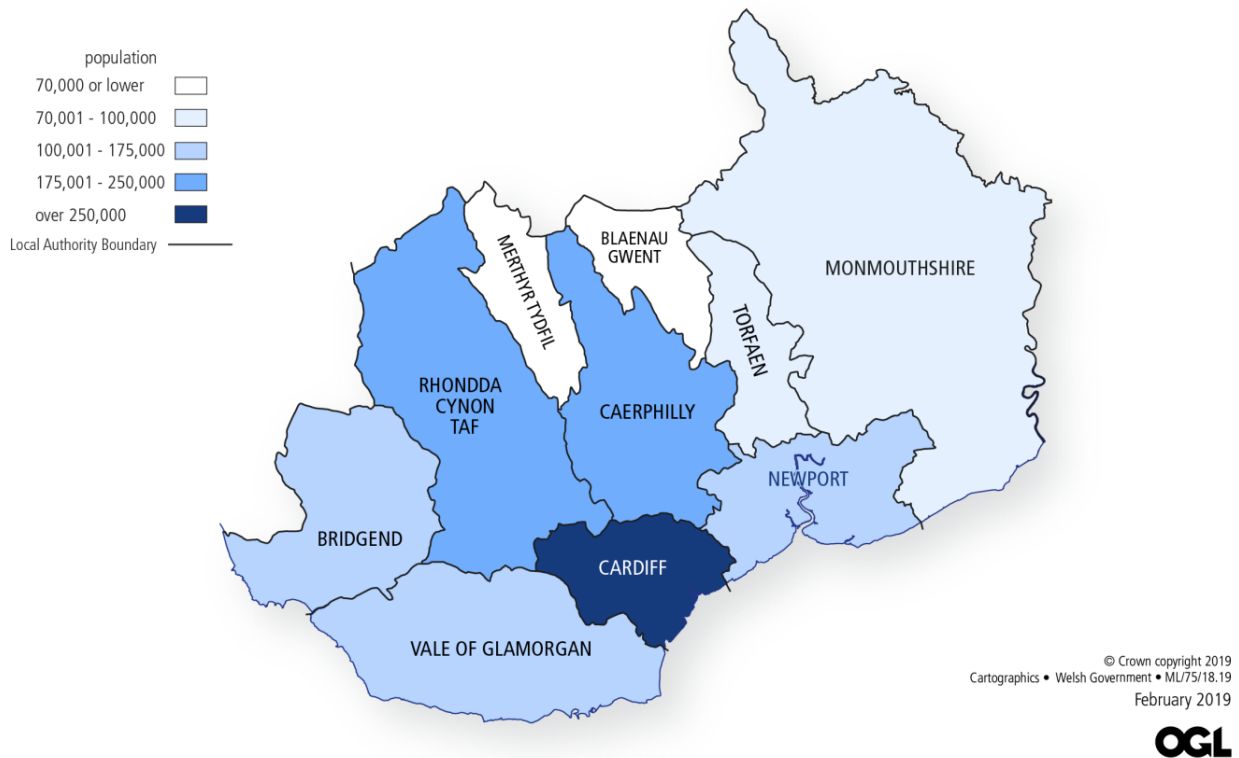 population
70,000 or lower
70,001 - 100,000
100,001 - 175,000
175,001 - 250,000
over 250,000
Local Authority Boundary
MERTHYR TYDFIL
BLAENAU
GWENT
MONMOUTHSHIRE
TORFAEN
RHONDDA
CYNON
TAF
CAERPHILLY
NEWPORT
BRIDGEND
CARDIFF
VALE OF GLAMORGAN
© Crown copyright 2019
Cartographics • Welsh Government • ML/75/18.19
February 2019
OGL